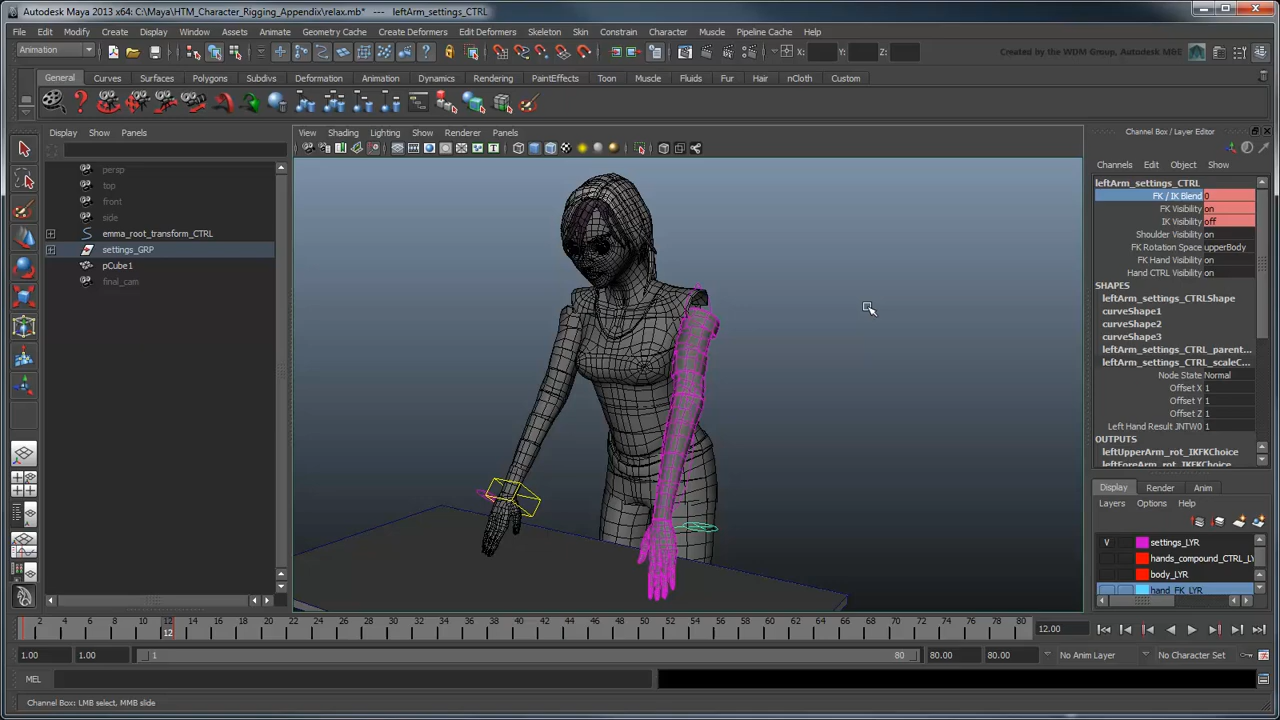 Autodesk Maya 2013 x64: C:\Maya\HTM_Character_Rigging_Appendix\relax.mb* --- leftArm_settings_CTRL
File Edit Modify Create Display Window Assets Animate Geometry Cache Create Deformers Edit Deformers Skeleton Skin Constrain Character Muscle Pipeline Cache Help
Animation
X: Y: Z:
Created by the WDM Group, Autodesk M&E
General Curves Surfaces Polygons Subdivs Deformation Animation Dynamics Rendering PaintEffects Toon Muscle Fluids Fur Hair nCloth Custom
Display Show Panels
View Shading Lighting Show Renderer Panels
Channel Box / Layer Editor
Channels Edit Object Show
persp
top
front
side
emma_root_transform_CTRL
settings_GRP
pCube1
final_cam
leftArm_settings_CTRL
FK / IK Blend 0
FK Visibility on
IK Visibility off
Shoulder Visibility on
FK Rotation Space upperBody
FK Hand Visibility on
Hand CTRL Visibility on
SHAPES
leftArm_settings_CTRLShape
curveShape1
curveShape2
curveShape3
leftArm_settings_CTRL_parent...
leftArm_settings_CTRL_scaleC...
Node State Normal
Offset X 1
Offset Y 1
Offset Z 1
Left Hand Result JNTW0 1
OUTPUTS
leftUpperArm_rot_IKFKChoice
leftForeArm_rot_IKFKChoice
Display Render Anim
Layers Options Help
V settings_LYR
hands_compound_CTRL_LY
body_LYR
hand_FK_LYR
2 4 6 8 10 12 14 16 18 20 22 24 26 28 30 32 34 36 38 40 42 44 46 48 50 52 54 56 58 60 62 64 66 68 70 72 74 76 78 80
12
12.00
1.00 1.00 1 80 80.00 80.00 No Anim Layer No Character Set
MEL
Channel Box: LMB select, MMB slide